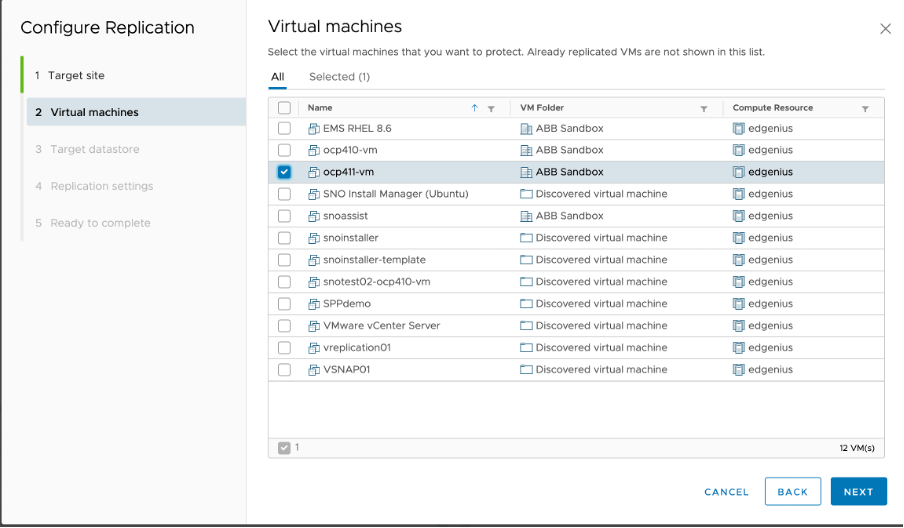 Configure Replication
1 Target site
2 Virtual machines
3 Target datastore
4 Replication settings
5 Ready to complete
Virtual machines
Select the virtual machines that you want to protect. Already replicated VMs are not shown in this list.
All Selected (1)
Name VM Folder Compute Resource
EMS RHEL 8.6 ABB Sandbox edgenius
ocp410-vm ABB Sandbox edgenius
ocp411-vm ABB Sandbox edgenius
SNO Install Manager (Ubuntu) Discovered virtual machine edgenius
snoassist ABB Sandbox edgenius
snoinstaller Discovered virtual machine edgenius
snoinstaller-template Discovered virtual machine edgenius
snotest02-ocp410-vm Discovered virtual machine edgenius
SPPdemo Discovered virtual machine edgenius
VMware vCenter Server Discovered virtual machine edgenius
vreplication01 Discovered virtual machine edgenius
VSNAP01 Discovered virtual machine edgenius
1 12 VM(s)
CANCEL BACK NEXT